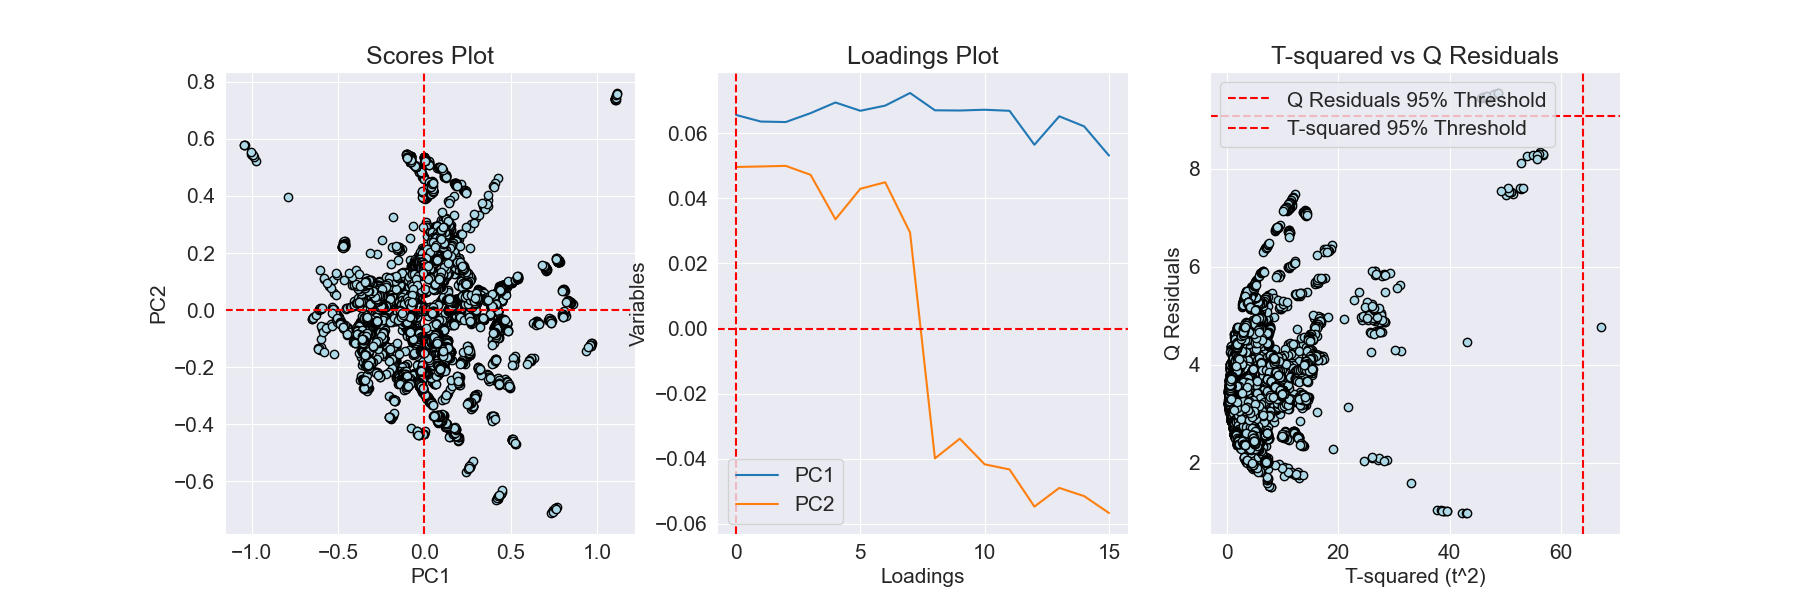 Scores Plot
0.8
0.6
0.4
0.2
0.0
−0.2
−0.4
−0.6
PC2
−1.0 −0.5 0.0 0.5 1.0
PC1
Loadings Plot
0.06
0.04
0.02
0.00
−0.02
−0.04
−0.06
Variables
PC1
PC2
0 5 10 15
Loadings
T-squared vs Q Residuals
Q Residuals 95% Threshold
T-squared 95% Threshold
8
6
4
2
Q Residuals
0 20 40 60
T-squared (t^2)